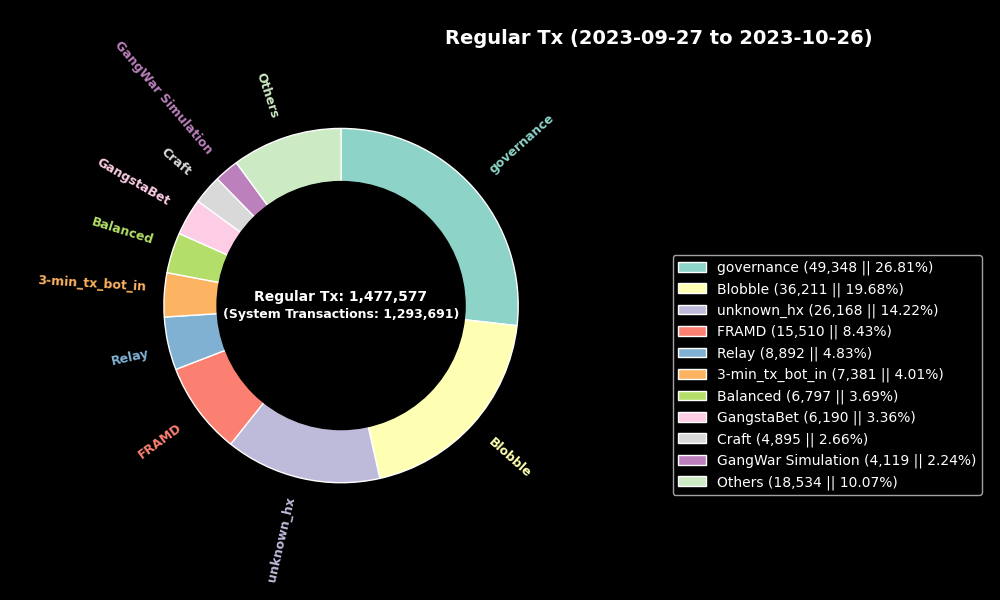 Regular Tx (2023-09-27 to 2023-10-26)
GangWar Simulation
Others
governance
Craft
GangstaBet
Balanced
3-min_tx_bot_in
Relay
FRAMD
unknown_hx
Blobble
Regular Tx: 1,477,577
(System Transactions: 1,293,691)
governance (49,348 || 26.81%)
Blobble (36,211 || 19.68%)
unknown_hx (26,168 || 14.22%)
FRAMD (15,510 || 8.43%)
Relay (8,892 || 4.83%)
3-min_tx_bot_in (7,381 || 4.01%)
Balanced (6,797 || 3.69%)
GangstaBet (6,190 || 3.36%)
Craft (4,895 || 2.66%)
GangWar Simulation (4,119 || 2.24%)
Others (18,534 || 10.07%)